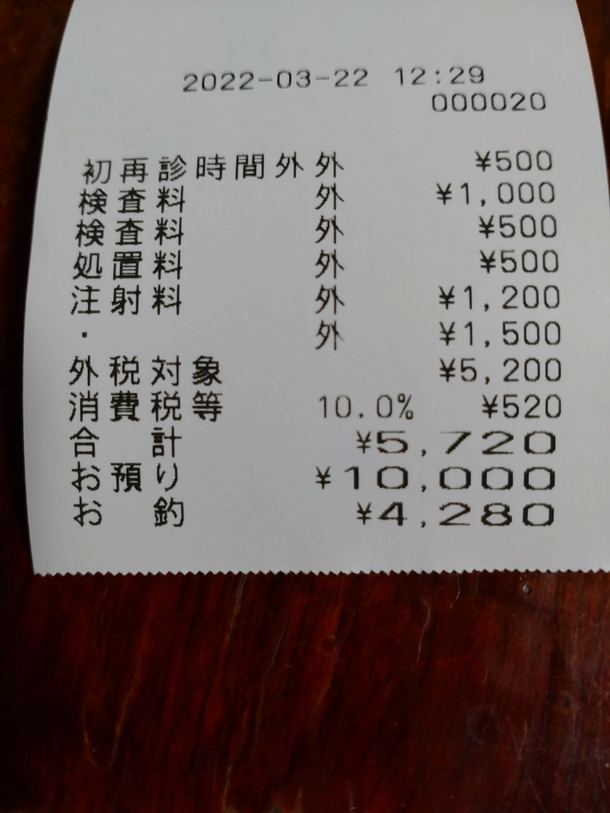 2022-03-22 12:29
000020
初再診時間外 外 ¥500
検査料 外 ¥1,000
検査料 外 ¥500
処置料 外 ¥500
注射料 外 ¥1,200
・ 外 ¥1,500
外税対象 ¥5,200
消費税等 10.0% ¥520
合 計 ¥5,720
お預り ¥10,000
お 釣 ¥4,280